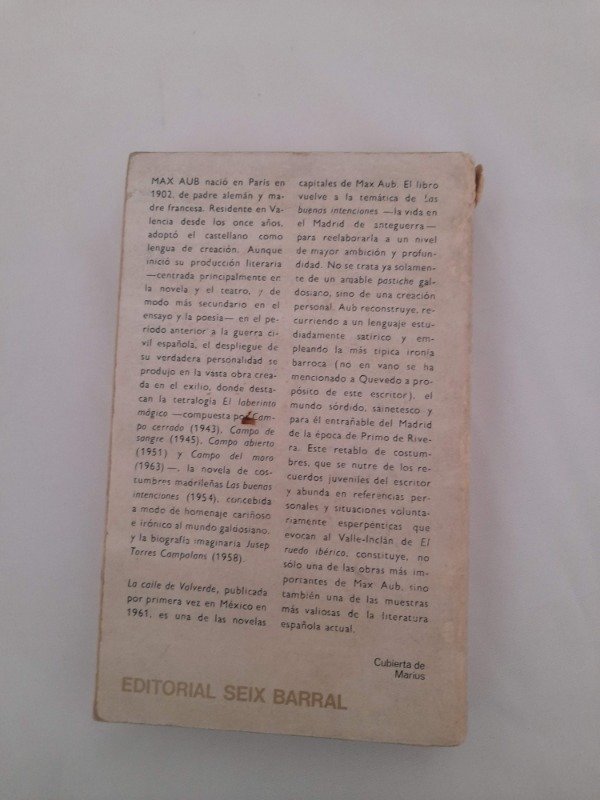 MAX AUB nació en París en
1902, de padre alemán y ma-
dre francesa. Residente en Va-
lencia desde los once años,
adoptó el castellano como
lengua de creación. Aunque
inició su producción literaria
—centrada principalmente en
la novela y el teatro, y de
modo más secundario en el
ensayo y la poesía— en el pe-
ríodo anterior a la guerra ci-
vil española, el despliegue de
su verdadera personalidad se
produjo en la vasta obra crea-
da en el exilio, donde desta-
can la tetralogía El laberinto
mágico —compuesta por Cam-
po cerrado (1943), Campo de
sangre (1945), Campo abierto
(1951) y Campo del moro
(1963)—, la novela de cos-
tumbres madrileñas Las buenas
intenciones (1954), concebida
a modo de homenaje cariñoso
e irónico al mundo galdosiano,
y la biografía imaginaria Jusep
Torres Campalans (1958).
La calle de Valverde, publicada
por primera vez en México en
1961, es una de las novelas
capitales de Max Aub. El libro
vuelve a la temática de Las
buenas intenciones —la vida en
el Madrid de anteguerra—
para reelaborarla a un nivel
de mayor ambición y profun-
didad. No se trata ya solamen-
te de un amable pastiche gal-
dosiano, sino de una creación
personal. Aub reconstruye, re-
curriendo a un lenguaje estu-
diadamente satírico y em-
pleando la más típica ironía
barroca (no en vano se ha
mencionado a Quevedo a pro-
pósito de este escritor), el
mundo sórdido, sainetesco y
para él entrañable del Madrid
de la época de Primo de Rive-
ra. Este retablo de costum-
bres, que se nutre de los re-
cuerdos juveniles del escritor
y abunda en referencias per-
sonales y situaciones volunta-
riamente esperpénticas que
evocan al Valle-Inclán de El
ruedo ibérico, constituye, no
sólo una de las obras más im-
portantes de Max Aub, sino
también una de las muestras
más valiosas de la literatura
española actual.
Cubierta de
Marius
EDITORIAL SEIX BARRAL